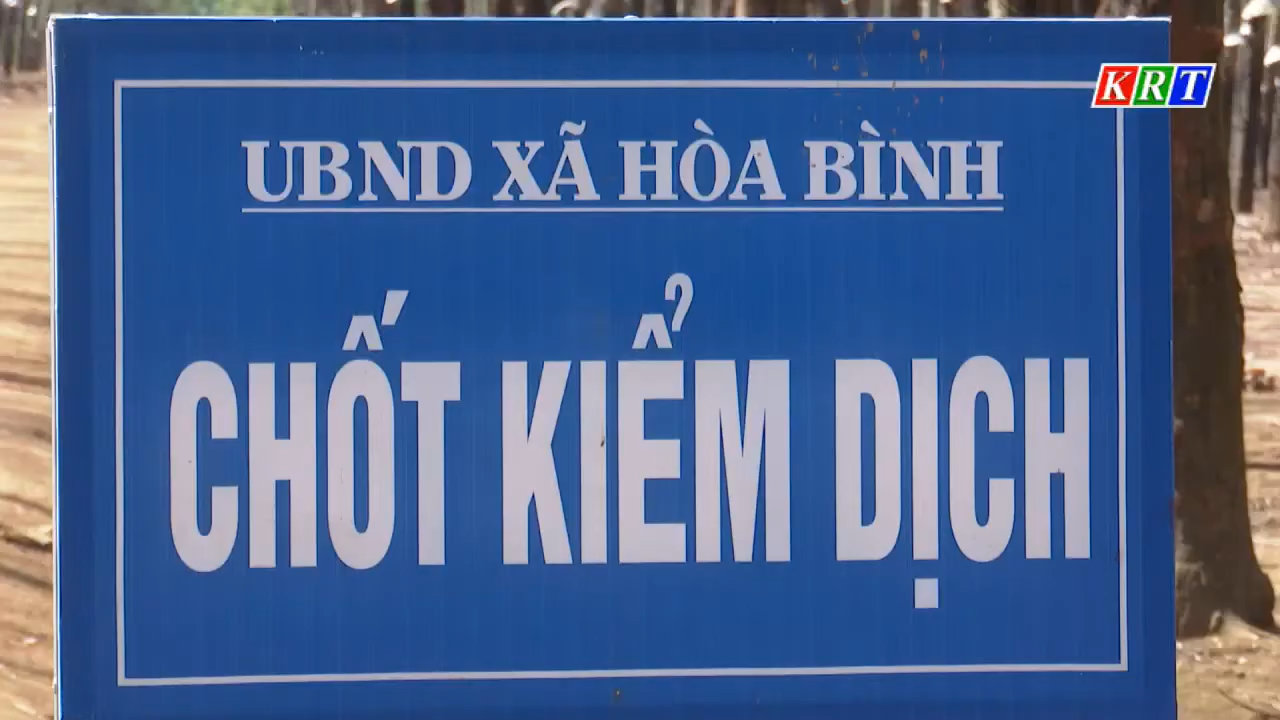 KRT
UBND XÃ HÒA BÌNH
CHỐT KIỂM DỊCH